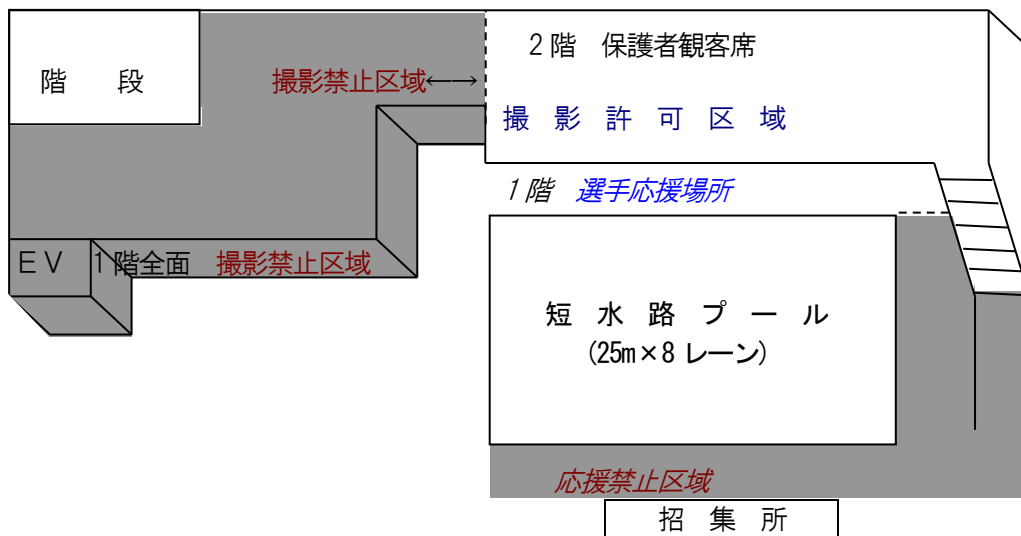 2階 保護者観客席
階 段
撮影禁止区域←→
撮 影 許 可 区 域
1階 選手応援場所
EV 1階全面 撮影禁止区域
短 水 路 プ ー ル
(25m×8レーン)
応援禁止区域
招 集 所